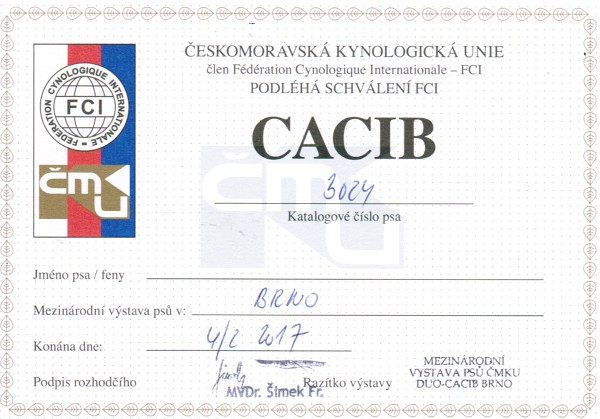 ČESKOMORAVSKÁ KYNOLOGICKÁ UNIE
člen Fédération Cynologique Internationale – FCI
PODLÉHÁ SCHVÁLENÍ FCI
FEDERATION CYNOLOGIQUE INTERNATIONALE
FCI
čmku
CACIB
3024
Katalogové číslo psa
Jméno psa / feny
Mezinárodní výstava psů v: BRNO
Konána dne: 4/2 2017
Podpis rozhodčího
MVDr. Šimek Fr.
Razítko výstavy
MEZINÁRODNÍ
VÝSTAVA PSŮ ČMKU
DUO-CACIB BRNO